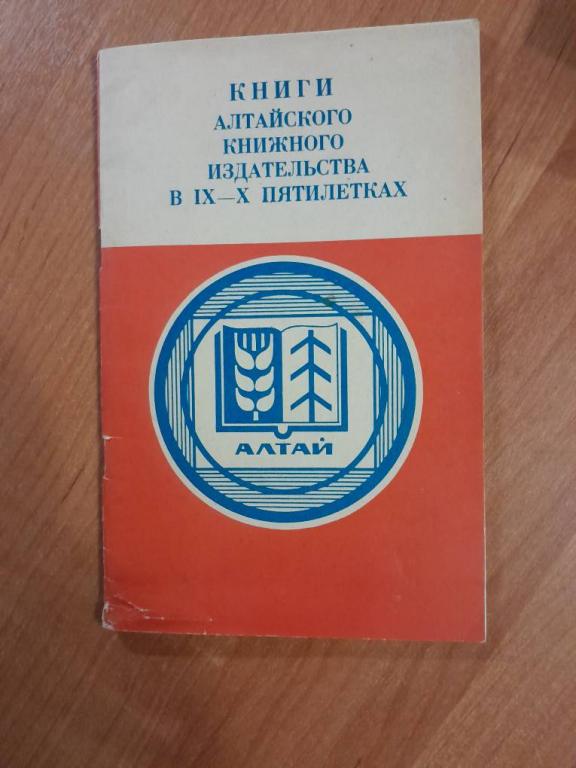 КНИГИ
АЛТАЙСКОГО
КНИЖНОГО
ИЗДАТЕЛЬСТВА
В IX—X ПЯТИЛЕТКАХ
АЛТАЙ